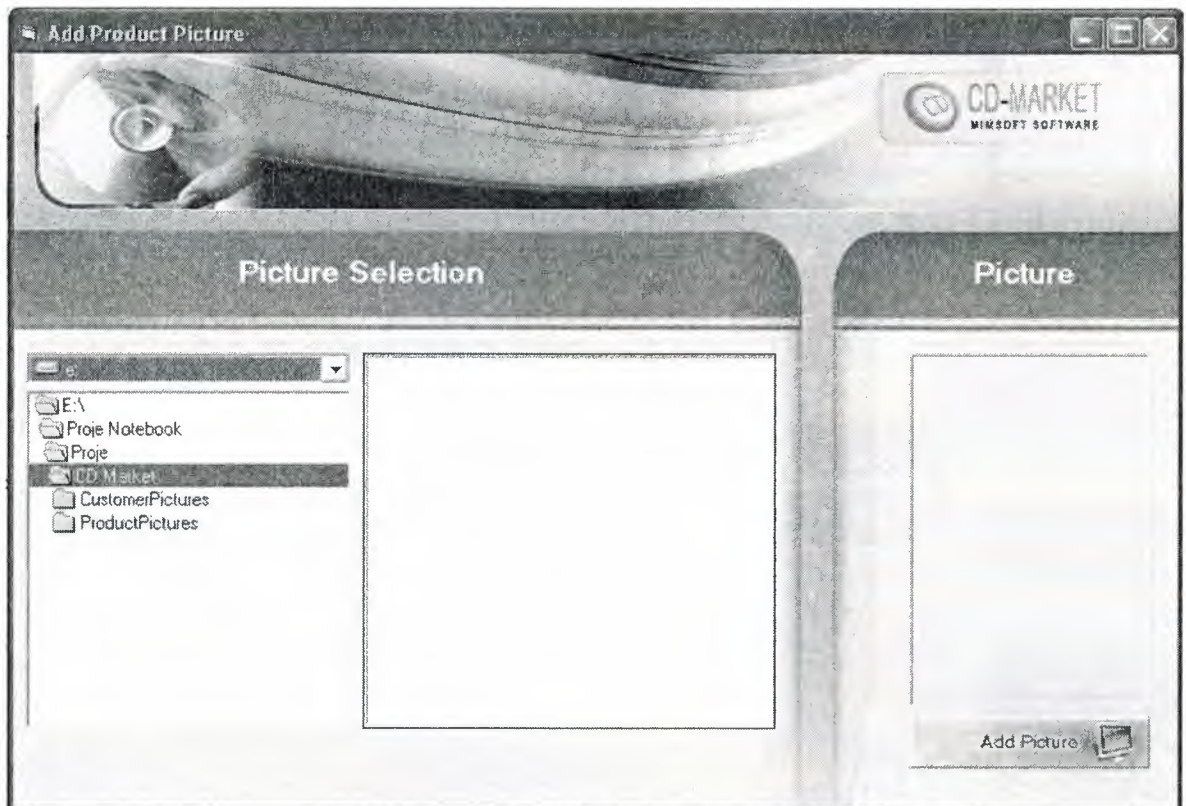 Add Product Picture
CD-MARKET
MIMSOFT SOFTWARE
Picture Selection
Picture
e:
E:\
Proje Notebook
Proje
CD Market
CustomerPictures
ProductPictures
Add Picture